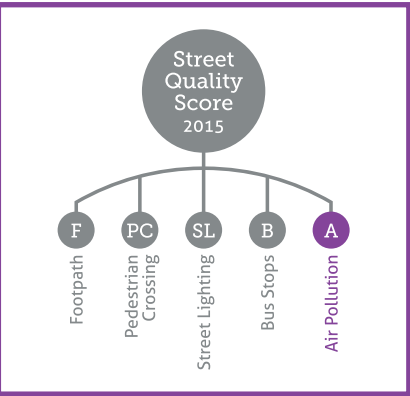 Street
Quality
Score
2015
F
PC
SL
B
A
Footpath
Pedestrian
Crossing
Street Lighting
Bus Stops
Air Pollution